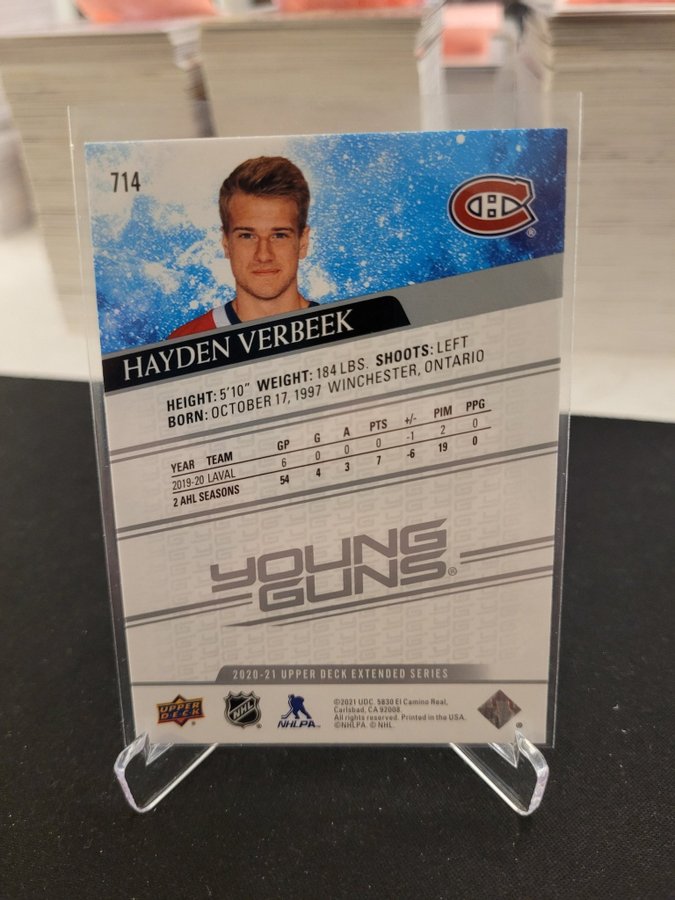 714
C H ®
HAYDEN VERBEEK
HEIGHT: 5'10" WEIGHT: 184 LBS. SHOOTS: LEFT
BORN: OCTOBER 17, 1997 WINCHESTER, ONTARIO
YEAR TEAM GP G A PTS +/- PIM PPG
2019-20 LAVAL 6 0 0 0 -1 2 0
2 AHL SEASONS 54 4 3 7 -6 19 0
YOUNG
GUNS®
2020-21 UPPER DECK EXTENDED SERIES
UPPER
DECK
NHL
NHLPA
©2021 UDC. 5830 El Camino Real,
Carlsbad, CA 92008.
All rights reserved. Printed in the USA.
©NHLPA. © NHL.